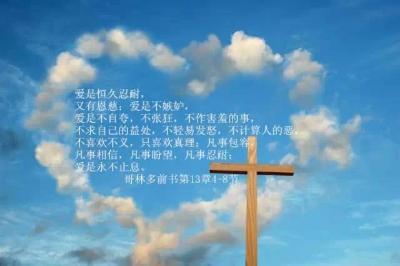 爱是恒久忍耐，
又有恩慈；爱是不嫉妒，
爱是不自夸，不张狂，不作害羞的事，
不求自己的益处，不轻易发怒，不计算人的恶，
不喜欢不义，只喜欢真理；凡事包容，
凡事相信，凡事盼望，凡事忍耐；
爱是永不止息。
哥林多前书第13章4-8节